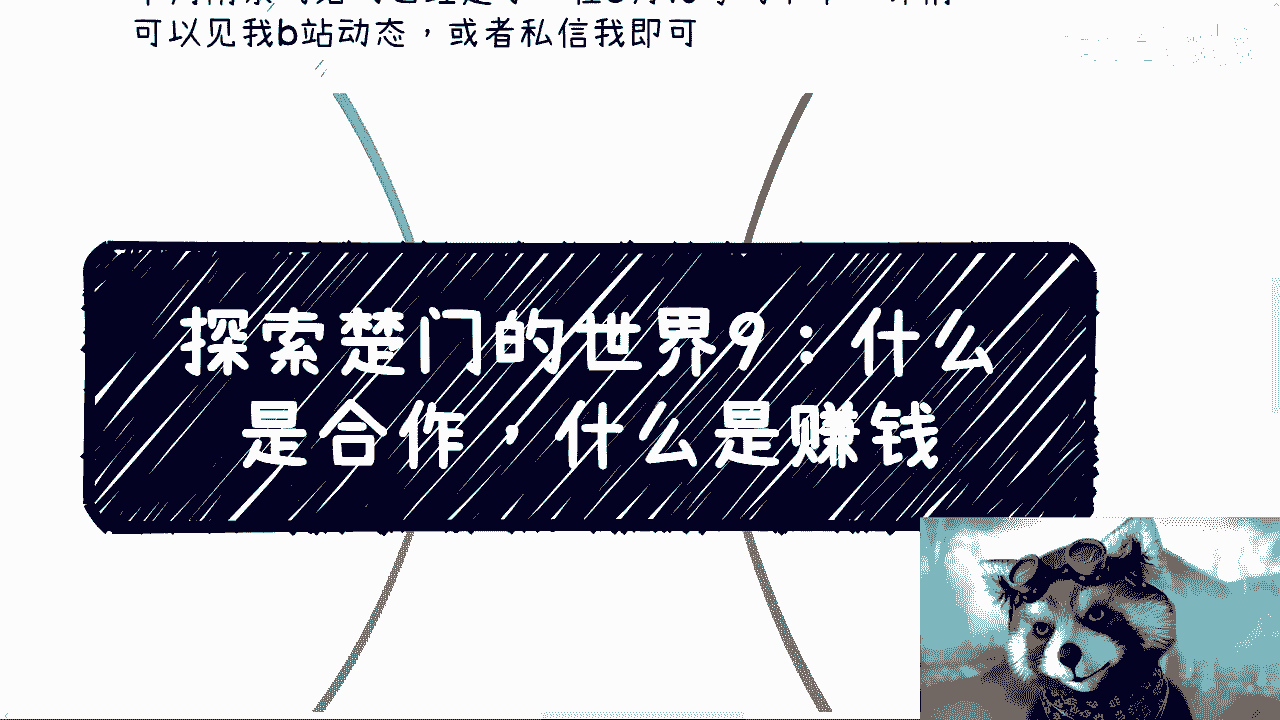 可以见我b站动态，或者私信我即可
探索楚门的世界9：什么
是合作，什么是赚钱